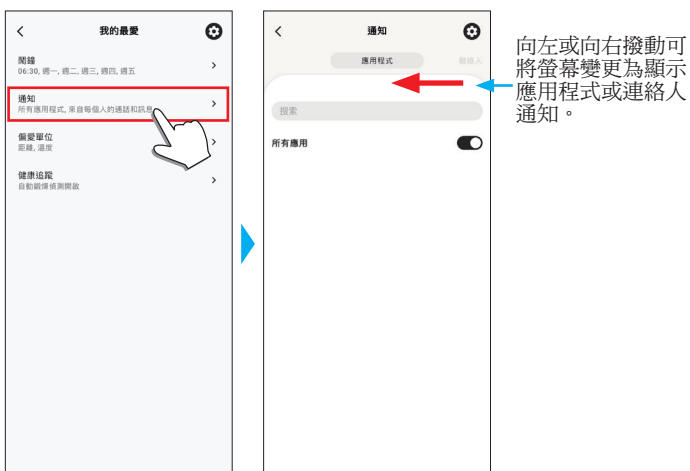 我的最愛
鬧鐘
06:30, 週一, 週二, 週三, 週四, 週五
通知
所有應用程式, 來自每個人的通話和訊息
偏愛單位
距離, 溫度
健康追蹤
自動鍛煉偵測開啟
通知
應用程式
聯絡人
搜索
所有應用
向左或向右撥動可
將螢幕變更為顯示
應用程式或連絡人
通知。